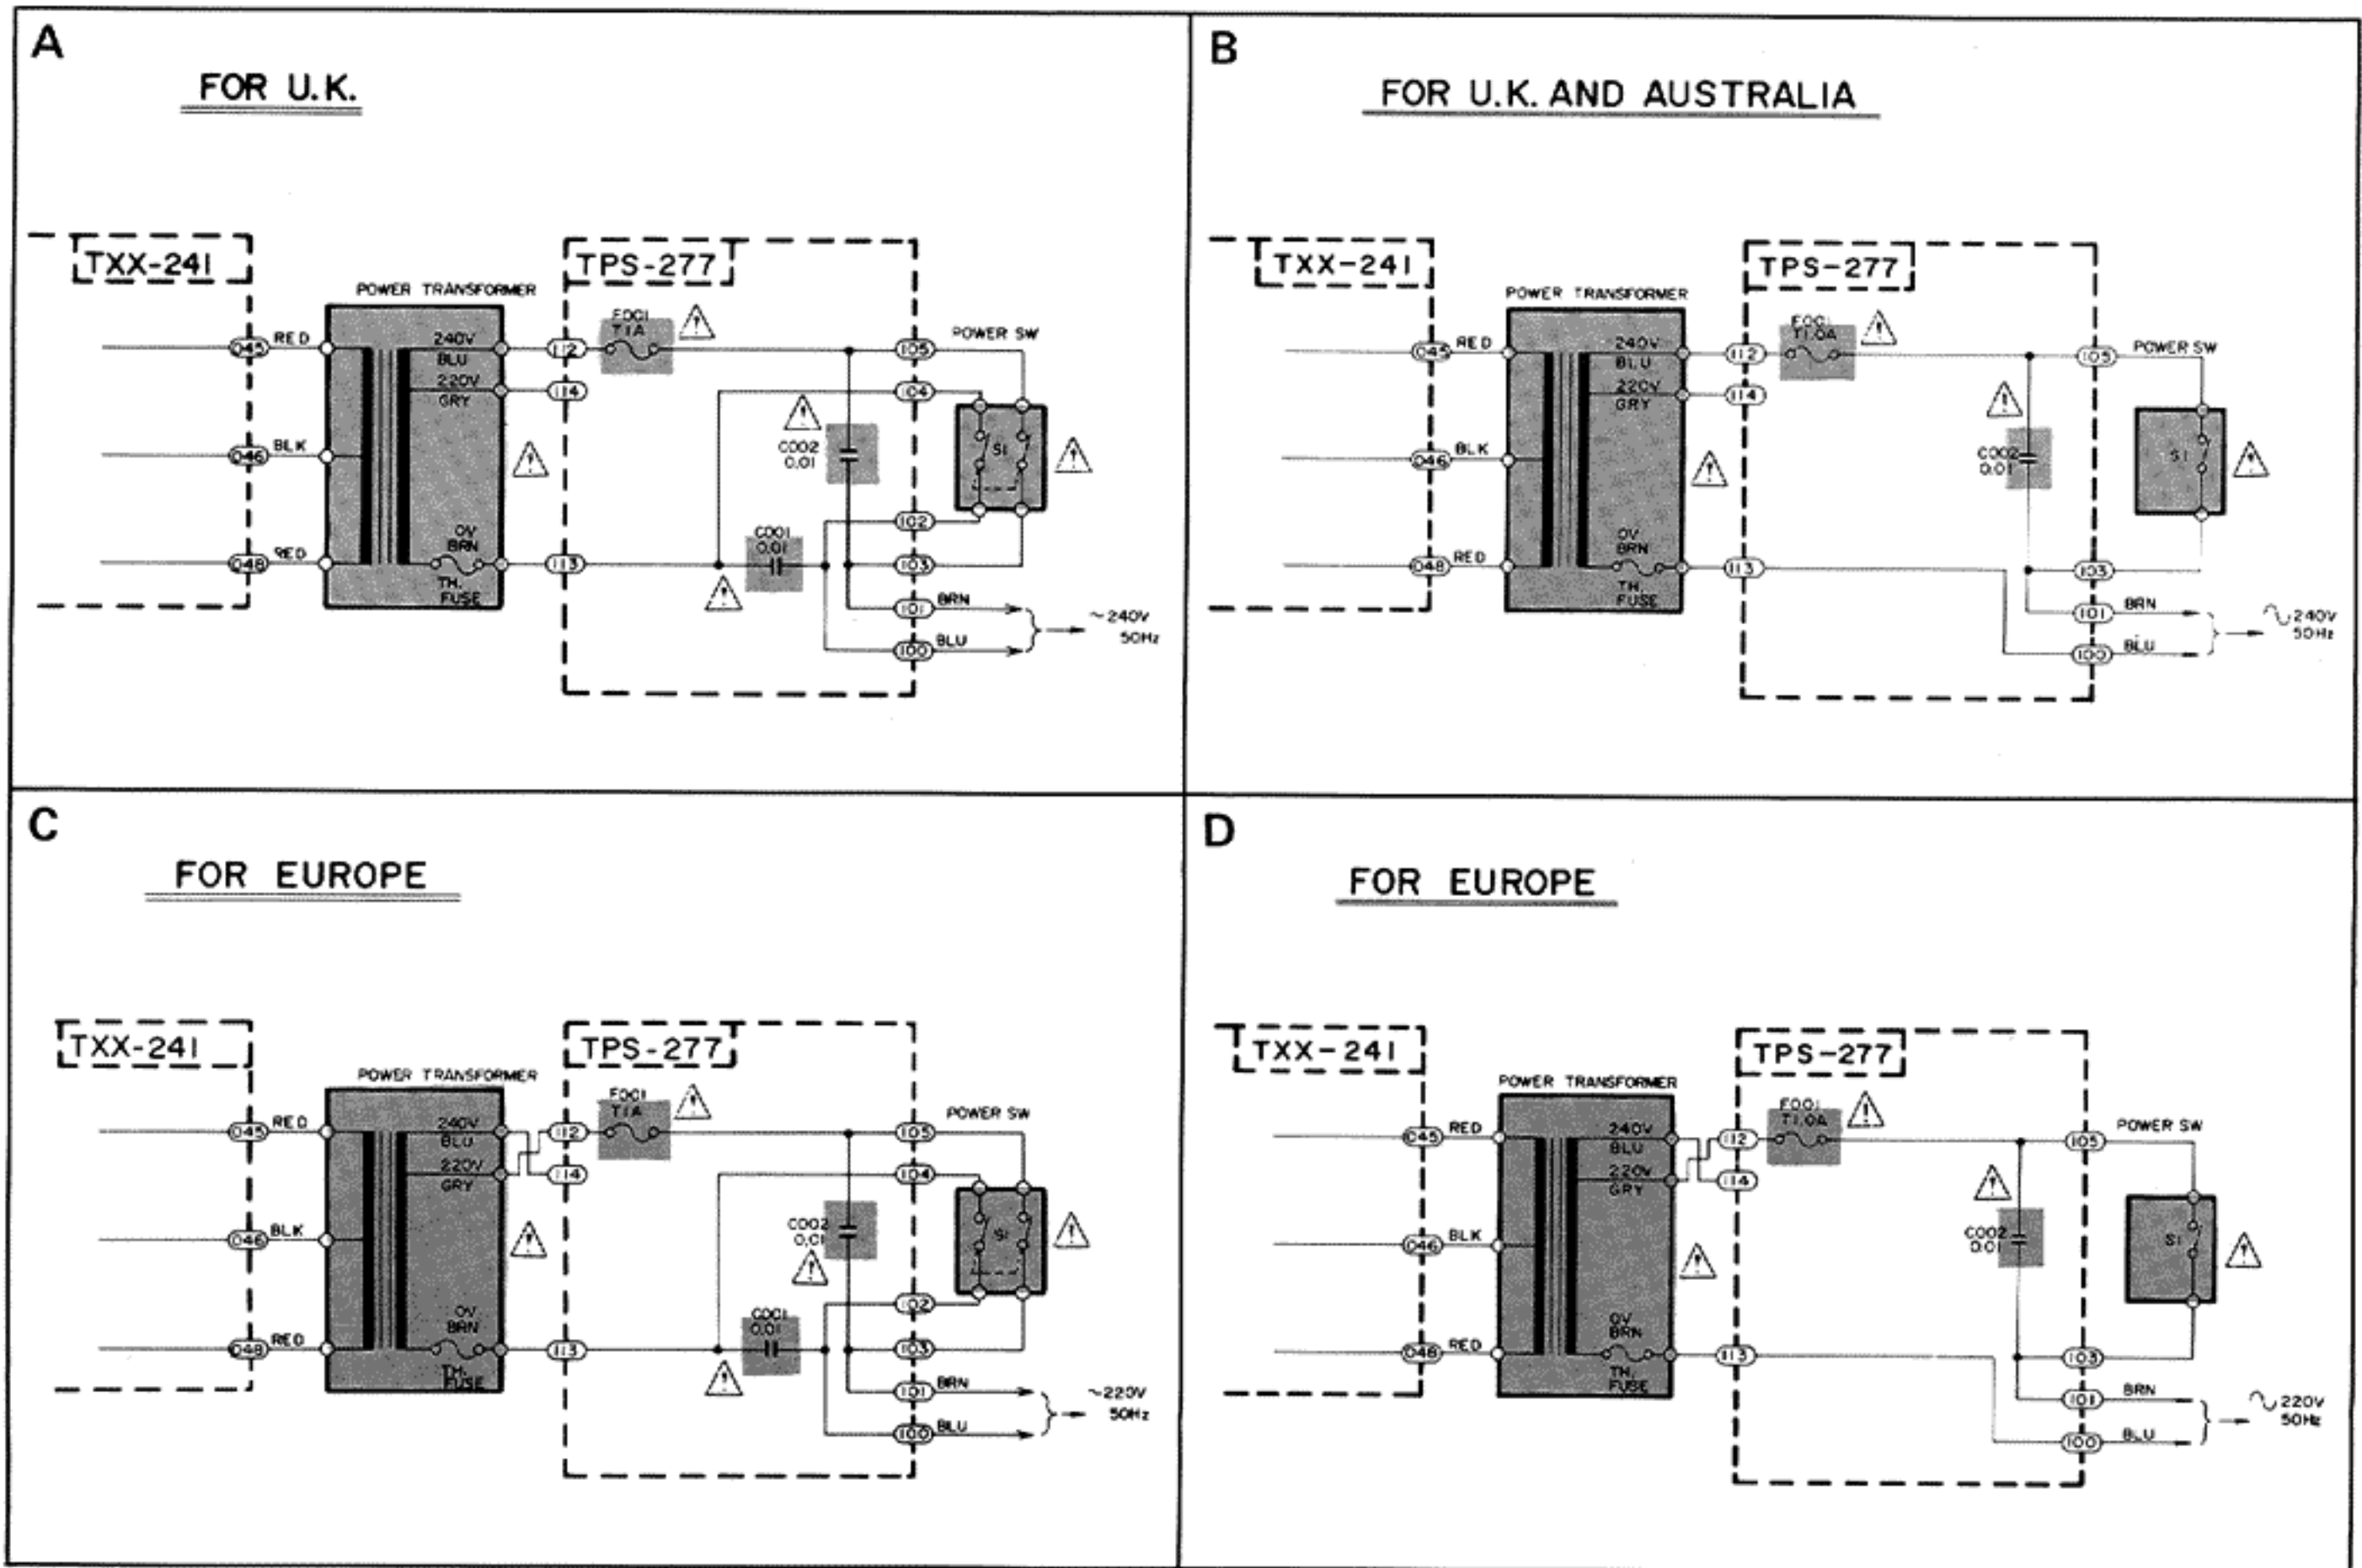 A
FOR U.K.
TXX-241
TPS-277
POWER TRANSFORMER
F001
T1A
POWER SW
045 RED
240V
BLU
112
105
220V
GRY
114
104
046 BLK
C002
0.01
S1
102
C001
0.01
0V
BRN
048 RED
113
103
TH.
FUSE
101 BRN
~240V
50Hz
100 BLU
B
FOR U.K. AND AUSTRALIA
TXX-241
TPS-277
POWER TRANSFORMER
F001
T1.0A
POWER SW
045 RED
240V
BLU
112
105
220V
GRY
114
046 BLK
C002
0.01
S1
0V
BRN
048 RED
113
103
TH.
FUSE
101 BRN
~240V
50Hz
100 BLU
C
FOR EUROPE
TXX-241
TPS-277
POWER TRANSFORMER
F001
T1A
POWER SW
045 RED
240V
BLU
112
105
220V
GRY
114
104
046 BLK
C002
0.01
S1
102
C001
0.01
0V
BRN
048 RED
113
103
TH.
FUSE
101 BRN
~220V
50Hz
100 BLU
D
FOR EUROPE
TXX-241
TPS-277
POWER TRANSFORMER
F001
T1.0A
POWER SW
045 RED
240V
BLU
112
105
220V
GRY
114
046 BLK
C002
0.01
S1
0V
BRN
048 RED
113
103
TH.
FUSE
101 BRN
~220V
50Hz
100 BLU